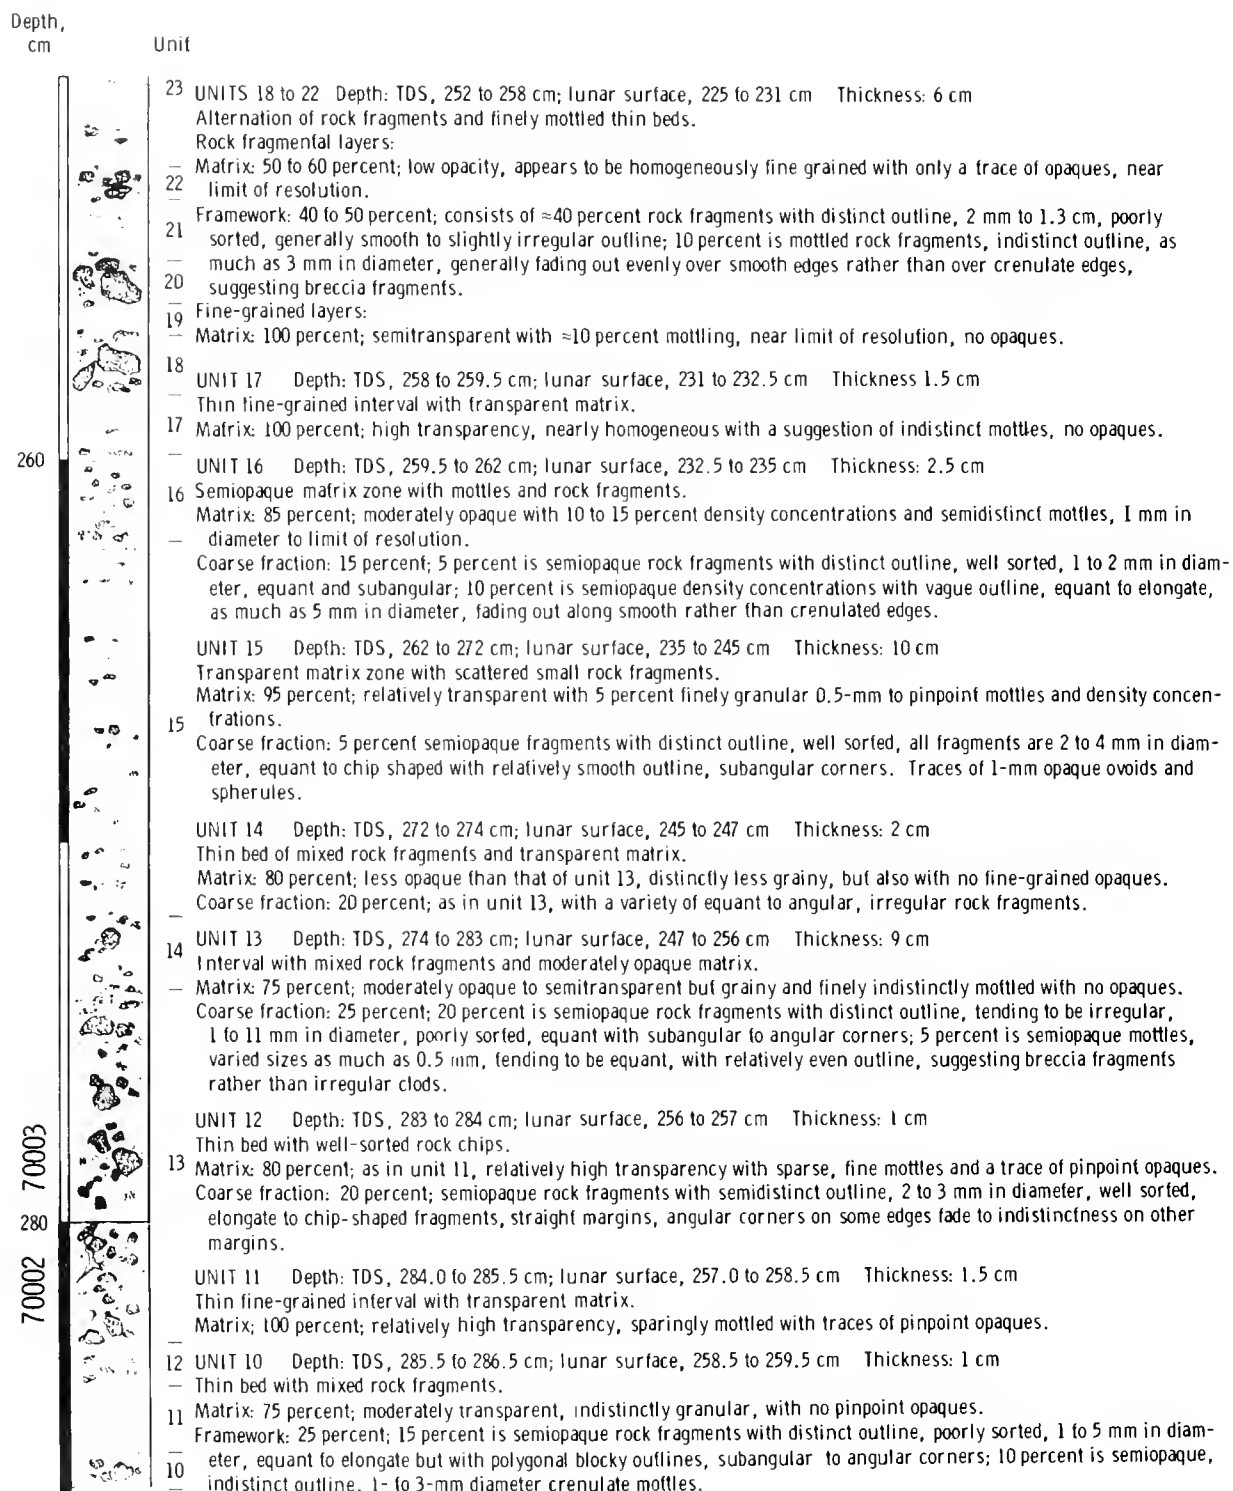 Depth,
cm
Unit
23 UNITS 18 to 22 Depth: TDS, 252 to 258 cm; lunar surface, 225 to 231 cm Thickness: 6 cm
Alternation of rock fragments and finely mottled thin beds.
Rock fragmental layers:
Matrix: 50 to 60 percent; low opacity, appears to be homogeneously fine grained with only a trace of opaques, near
22 limit of resolution.
Framework: 40 to 50 percent; consists of ≈40 percent rock fragments with distinct outline, 2 mm to 1.3 cm, poorly
21 sorted, generally smooth to slightly irregular outline; 10 percent is mottled rock fragments, indistinct outline, as
much as 3 mm in diameter, generally fading out evenly over smooth edges rather than over crenulate edges,
20 suggesting breccia fragments.
19 Fine-grained layers:
Matrix: 100 percent; semitransparent with ≈10 percent mottling, near limit of resolution, no opaques.
18
UNIT 17 Depth: TDS, 258 to 259.5 cm; lunar surface, 231 to 232.5 cm Thickness 1.5 cm
Thin fine-grained interval with transparent matrix.
17 Matrix: 100 percent; high transparency, nearly homogeneous with a suggestion of indistinct mottles, no opaques.
260
UNIT 16 Depth: TDS, 259.5 to 262 cm; lunar surface, 232.5 to 235 cm Thickness: 2.5 cm
16 Semiopaque matrix zone with mottles and rock fragments.
Matrix: 85 percent; moderately opaque with 10 to 15 percent density concentrations and semidistinct mottles, 1 mm in
diameter to limit of resolution.
Coarse fraction: 15 percent; 5 percent is semiopaque rock fragments with distinct outline, well sorted, 1 to 2 mm in diam-
eter, equant and subangular; 10 percent is semiopaque density concentrations with vague outline, equant to elongate,
as much as 5 mm in diameter, fading out along smooth rather than crenulated edges.
UNIT 15 Depth: TDS, 262 to 272 cm; lunar surface, 235 to 245 cm Thickness: 10 cm
Transparent matrix zone with scattered small rock fragments.
Matrix: 95 percent; relatively transparent with 5 percent finely granular 0.5-mm to pinpoint mottles and density concen-
15 trations.
Coarse fraction: 5 percent semiopaque fragments with distinct outline, well sorted, all fragments are 2 to 4 mm in diam-
eter, equant to chip shaped with relatively smooth outline, subangular corners. Traces of 1-mm opaque ovoids and
spherules.
UNIT 14 Depth: TDS, 272 to 274 cm; lunar surface, 245 to 247 cm Thickness: 2 cm
Thin bed of mixed rock fragments and transparent matrix.
Matrix: 80 percent; less opaque than that of unit 13, distinctly less grainy, but also with no fine-grained opaques.
Coarse fraction: 20 percent; as in unit 13, with a variety of equant to angular, irregular rock fragments.
UNIT 13 Depth: TDS, 274 to 283 cm; lunar surface, 247 to 256 cm Thickness: 9 cm
14 Interval with mixed rock fragments and moderately opaque matrix.
Matrix: 75 percent; moderately opaque to semitransparent but grainy and finely indistinctly mottled with no opaques.
Coarse fraction: 25 percent; 20 percent is semiopaque rock fragments with distinct outline, tending to be irregular,
1 to 11 mm in diameter, poorly sorted, equant with subangular to angular corners; 5 percent is semiopaque mottles,
varied sizes as much as 0.5 mm, tending to be equant, with relatively even outline, suggesting breccia fragments
rather than irregular clods.
UNIT 12 Depth: TDS, 283 to 284 cm; lunar surface, 256 to 257 cm Thickness: 1 cm
Thin bed with well-sorted rock chips.
70003
13 Matrix: 80 percent; as in unit 11, relatively high transparency with sparse, fine mottles and a trace of pinpoint opaques.
Coarse fraction: 20 percent; semiopaque rock fragments with semidistinct outline, 2 to 3 mm in diameter, well sorted,
280 elongate to chip-shaped fragments, straight margins, angular corners on some edges fade to indistinctness on other
margins.
70002
UNIT 11 Depth: TDS, 284.0 to 285.5 cm; lunar surface, 257.0 to 258.5 cm Thickness: 1.5 cm
Thin fine-grained interval with transparent matrix.
Matrix; 100 percent; relatively high transparency, sparingly mottled with traces of pinpoint opaques.
12 UNIT 10 Depth: TDS, 285.5 to 286.5 cm; lunar surface, 258.5 to 259.5 cm Thickness: 1 cm
Thin bed with mixed rock fragments.
11 Matrix: 75 percent; moderately transparent, indistinctly granular, with no pinpoint opaques.
Framework: 25 percent; 15 percent is semiopaque rock fragments with distinct outline, poorly sorted, 1 to 5 mm in diam-
10 eter, equant to elongate but with polygonal blocky outlines, subangular to angular corners; 10 percent is semiopaque,
indistinct outline, 1- to 3-mm diameter crenulate mottles.